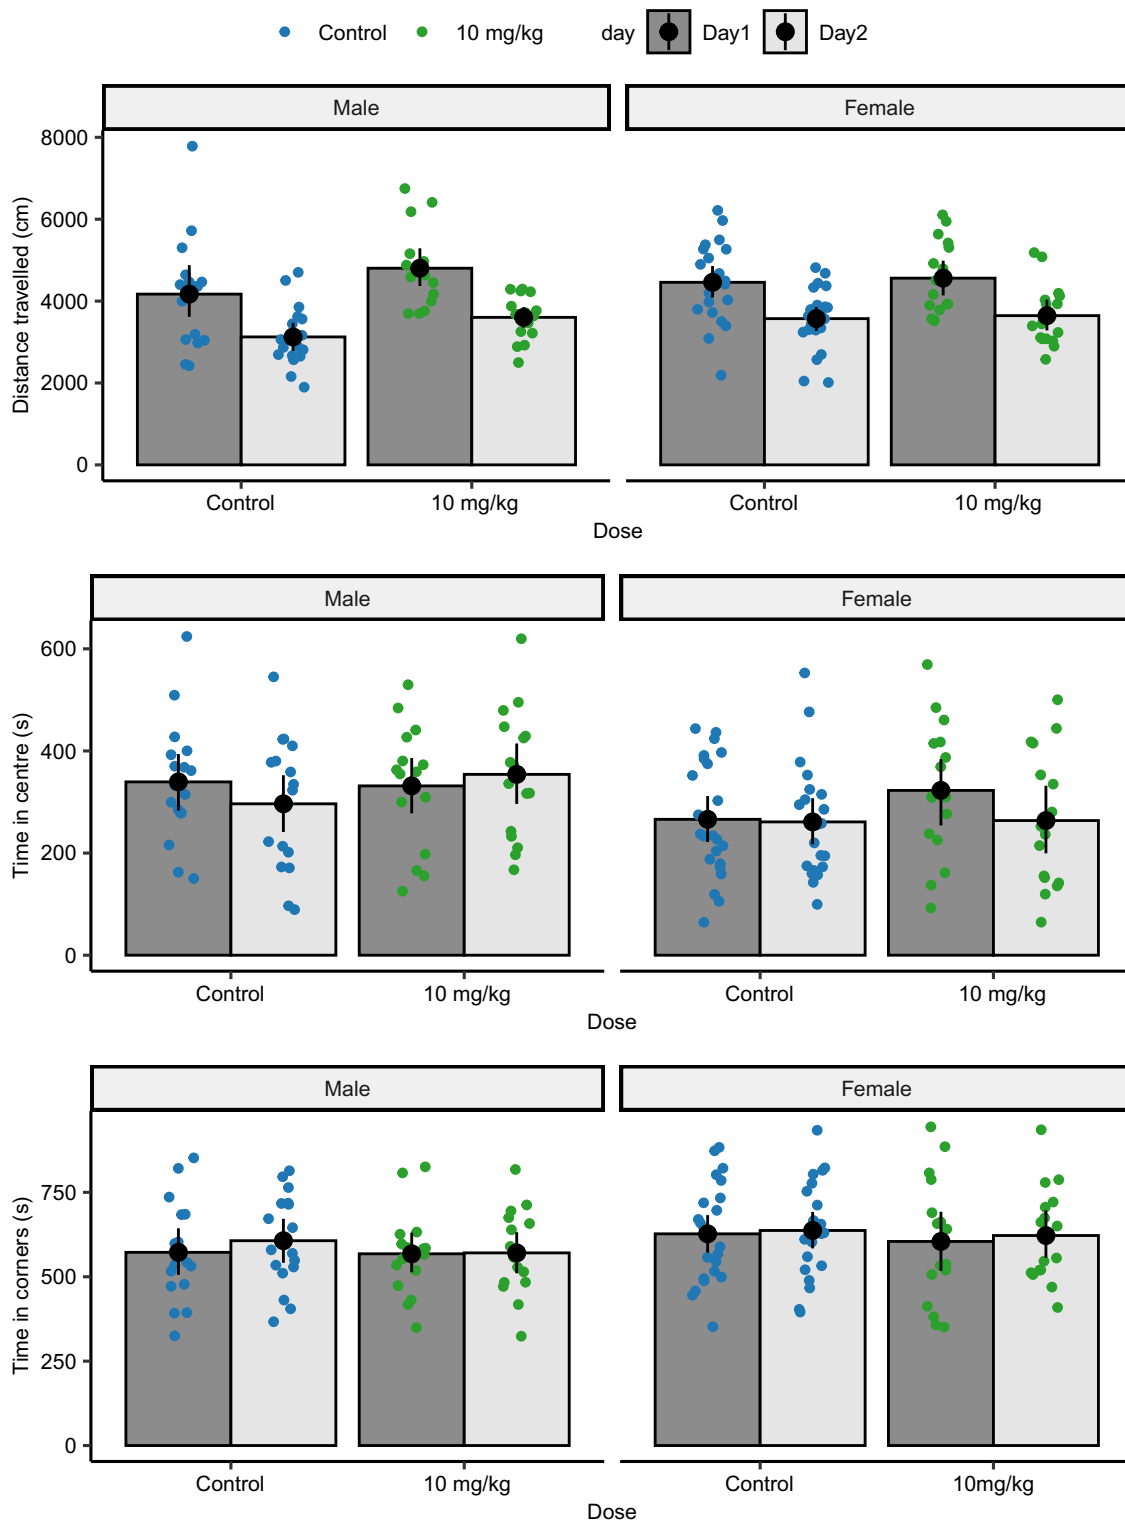 Control 10 mg/kg day Day1 Day2
Male Female
Distance travelled (cm)
8000
6000
4000
2000
0
Control 10 mg/kg Control 10 mg/kg
Dose
Male Female
Time in centre (s)
600
400
200
0
Control 10 mg/kg Control 10 mg/kg
Dose
Male Female
Time in corners (s)
750
500
250
0
Control 10 mg/kg Control 10mg/kg
Dose